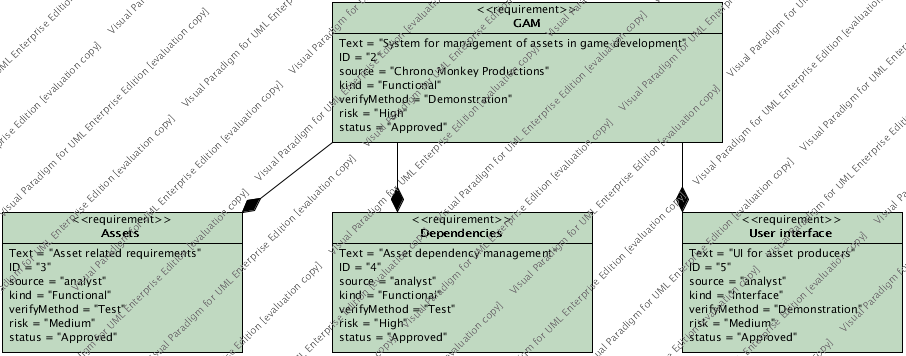 <<requirement>>
GAM
Text = "System for management of assets in game development"
ID = "2"
source = "Chrono Monkey Productions"
kind = "Functional"
verifyMethod = "Demonstration"
risk = "High"
status = "Approved"
<<requirement>>
Assets
Text = "Asset related requirements"
ID = "3"
source = "analyst"
kind = "Functional"
verifyMethod = "Test"
risk = "Medium"
status = "Approved"
<<requirement>>
Dependencies
Text = "Asset dependency management"
ID = "4"
source = "analyst"
kind = "Functional"
verifyMethod = "Test"
risk = "High"
status = "Approved"
<<requirement>>
User interface
Text = "UI for asset producers"
ID = "5"
source = "analyst"
kind = "Interface"
verifyMethod = "Demonstration"
risk = "Medium"
status = "Approved"
Visual Paradigm for UML Enterprise Edition [evaluation copy]